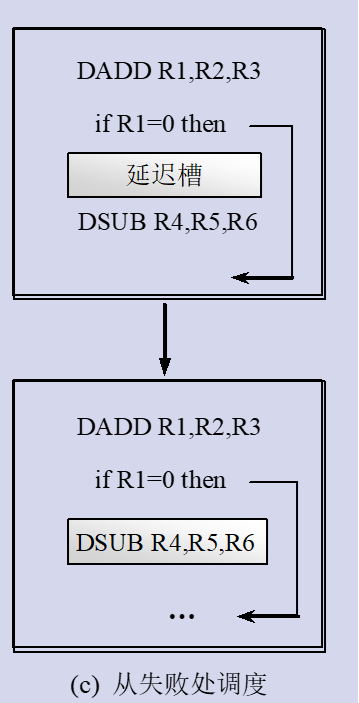 DADD R1,R2,R3
if R1=0 then
延迟槽
DSUB R4,R5,R6
DADD R1,R2,R3
if R1=0 then
DSUB R4,R5,R6
...
(c) 从失败处调度